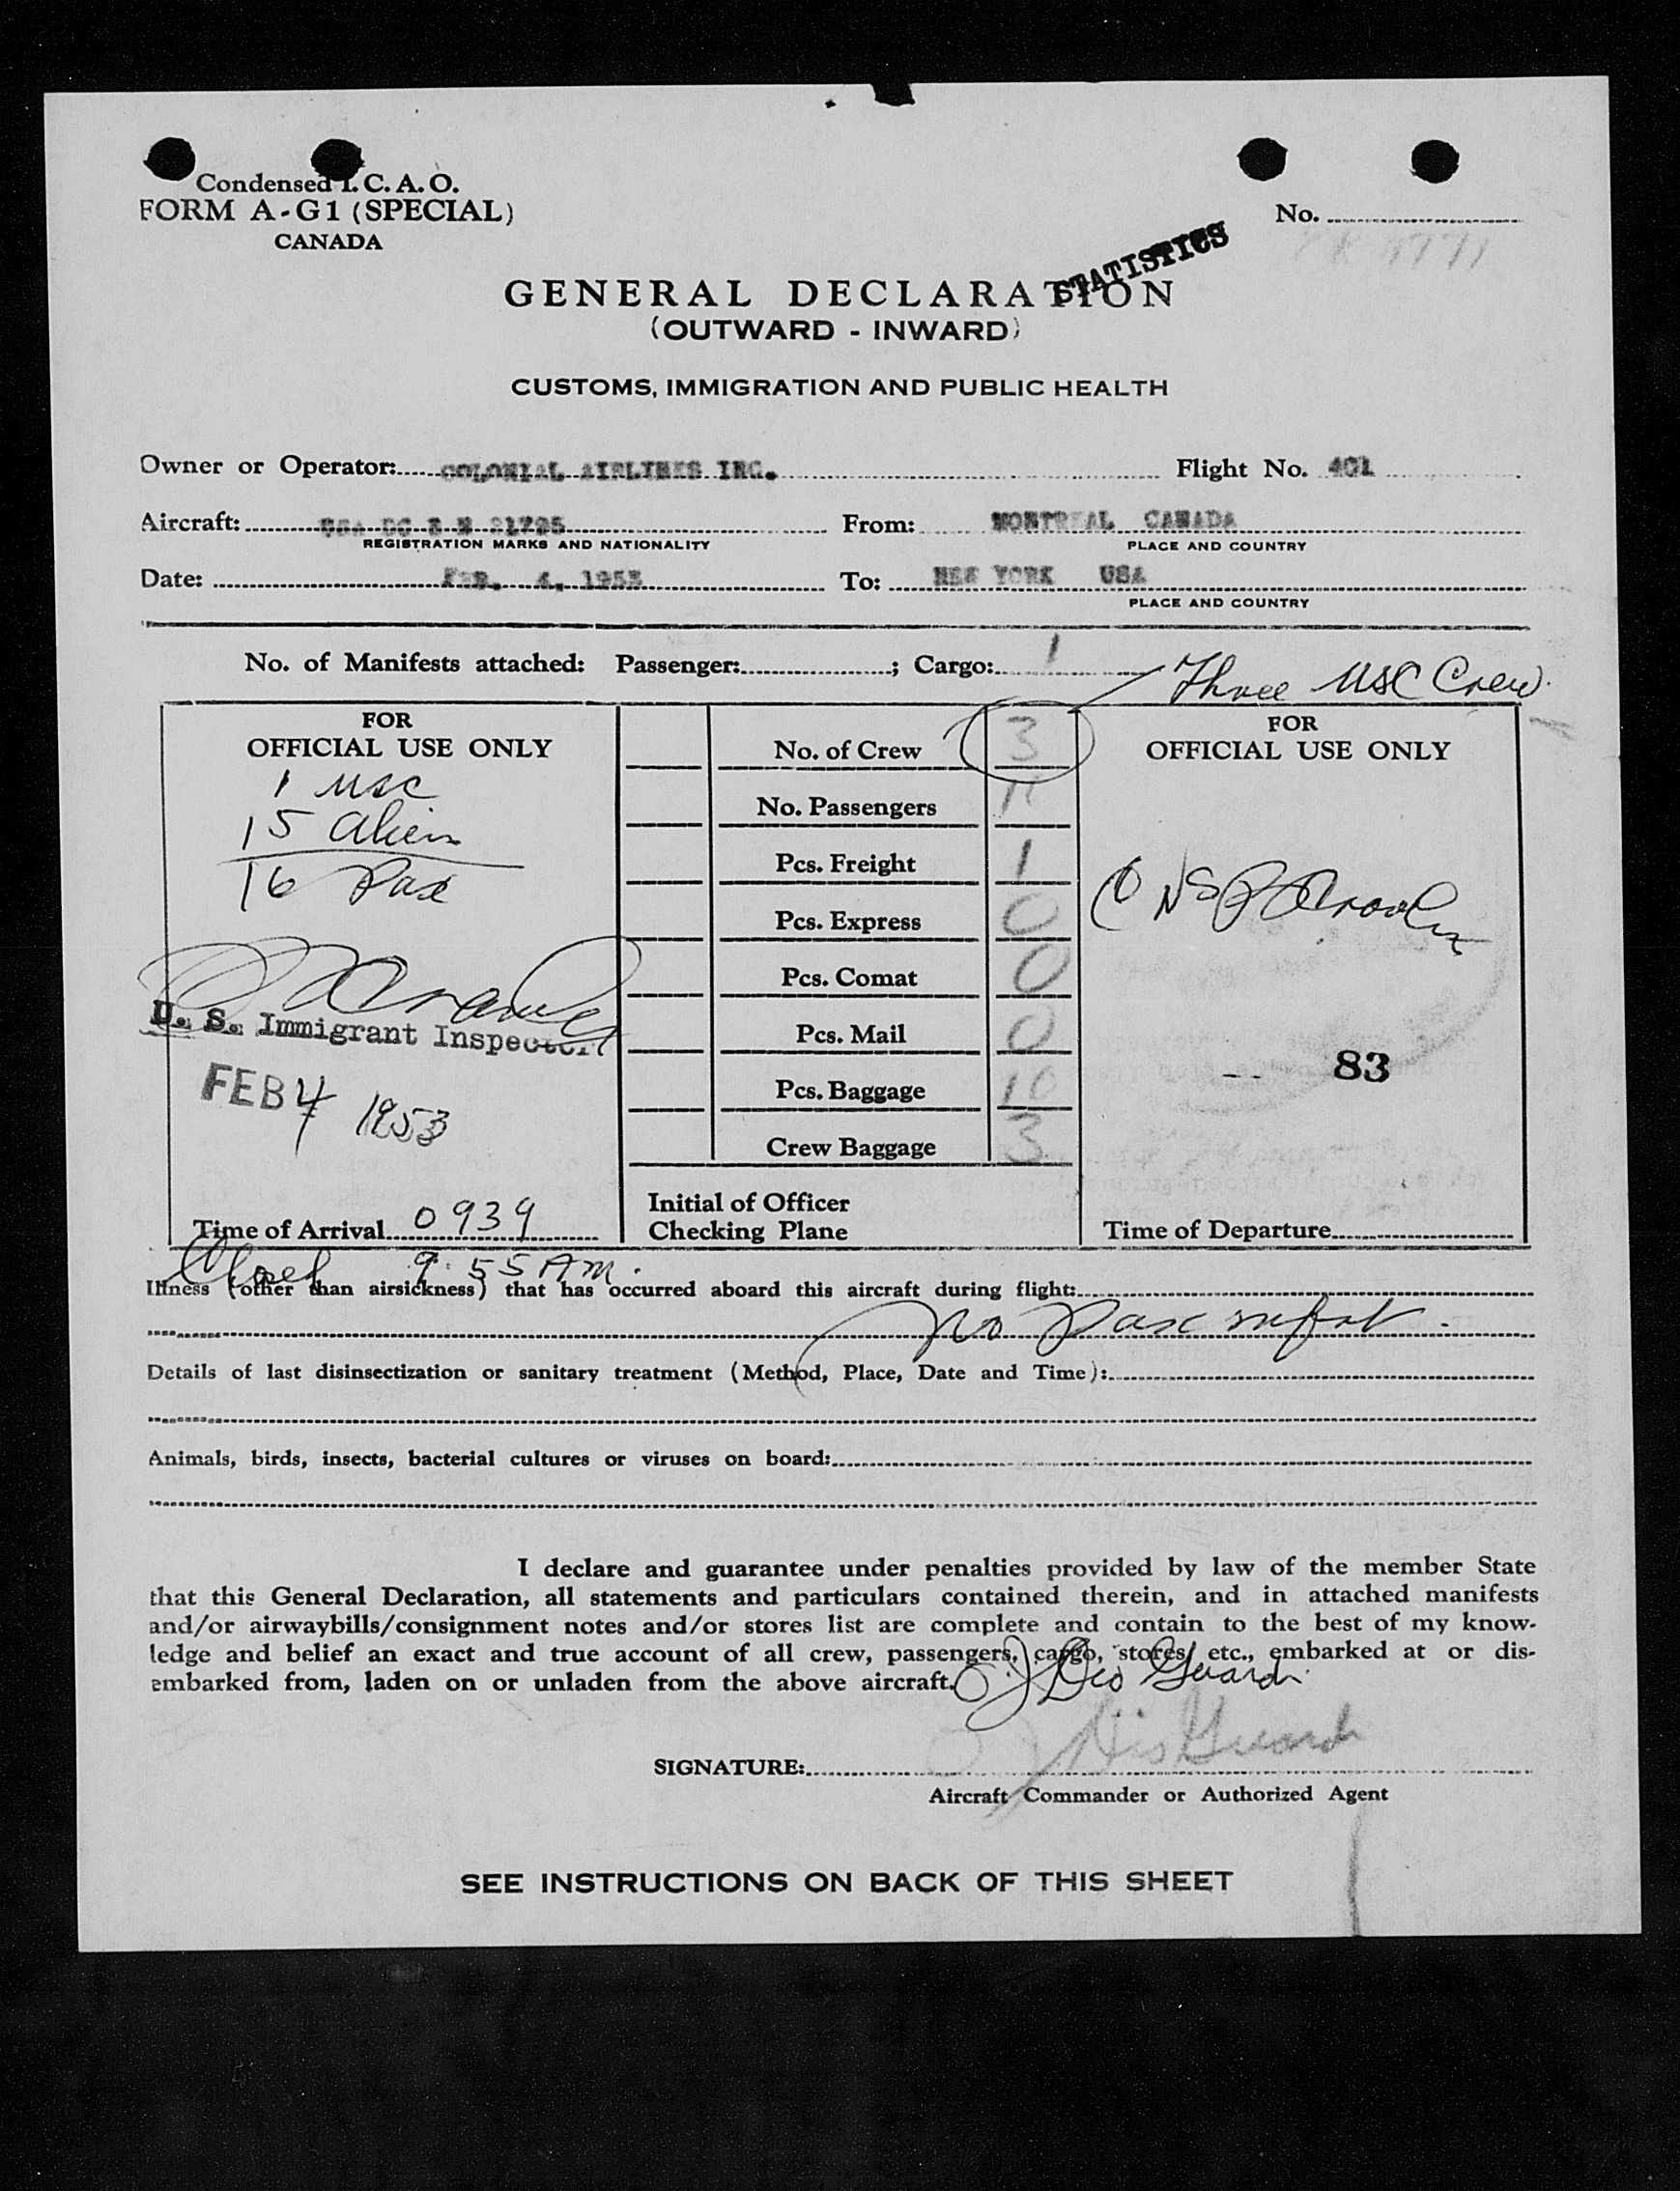 Condensed I. C. A. O.
FORM A-G1 (SPECIAL)
CANADA
No.
STATISTICS
GENERAL DECLARATION
(OUTWARD - INWARD)
CUSTOMS, IMMIGRATION AND PUBLIC HEALTH
Owner or Operator: COLONIAL AIRLINES INC. Flight No. 401
Aircraft: From: MONTREAL CANADA
REGISTRATION MARKS AND NATIONALITY PLACE AND COUNTRY
Date: FEB. 4, 1953 To: NEW YORK USA
PLACE AND COUNTRY
No. of Manifests attached: Passenger: ; Cargo: 1
Three USC Crew
FOR
OFFICIAL USE ONLY
1 USC
15 Alien
16 Pax
U. S. Immigrant Inspector
FEB 4 1953
Time of Arrival 0939
No. of Crew 3
No. Passengers
Pcs. Freight 1
Pcs. Express 0
Pcs. Comat 0
Pcs. Mail 0
Pcs. Baggage 10
Crew Baggage 3
Initial of Officer
Checking Plane
FOR
OFFICIAL USE ONLY
83
Time of Departure
9:55 AM.
Illness (other than airsickness) that has occurred aboard this aircraft during flight:
No Pax
Details of last disinsectization or sanitary treatment (Method, Place, Date and Time):
Animals, birds, insects, bacterial cultures or viruses on board:
I declare and guarantee under penalties provided by law of the member State
that this General Declaration, all statements and particulars contained therein, and in attached manifests
and/or airwaybills/consignment notes and/or stores list are complete and contain to the best of my know-
ledge and belief an exact and true account of all crew, passengers, cargo, stores, etc., embarked at or dis-
embarked from, laden on or unladen from the above aircraft.
SIGNATURE:
Aircraft Commander or Authorized Agent
SEE INSTRUCTIONS ON BACK OF THIS SHEET